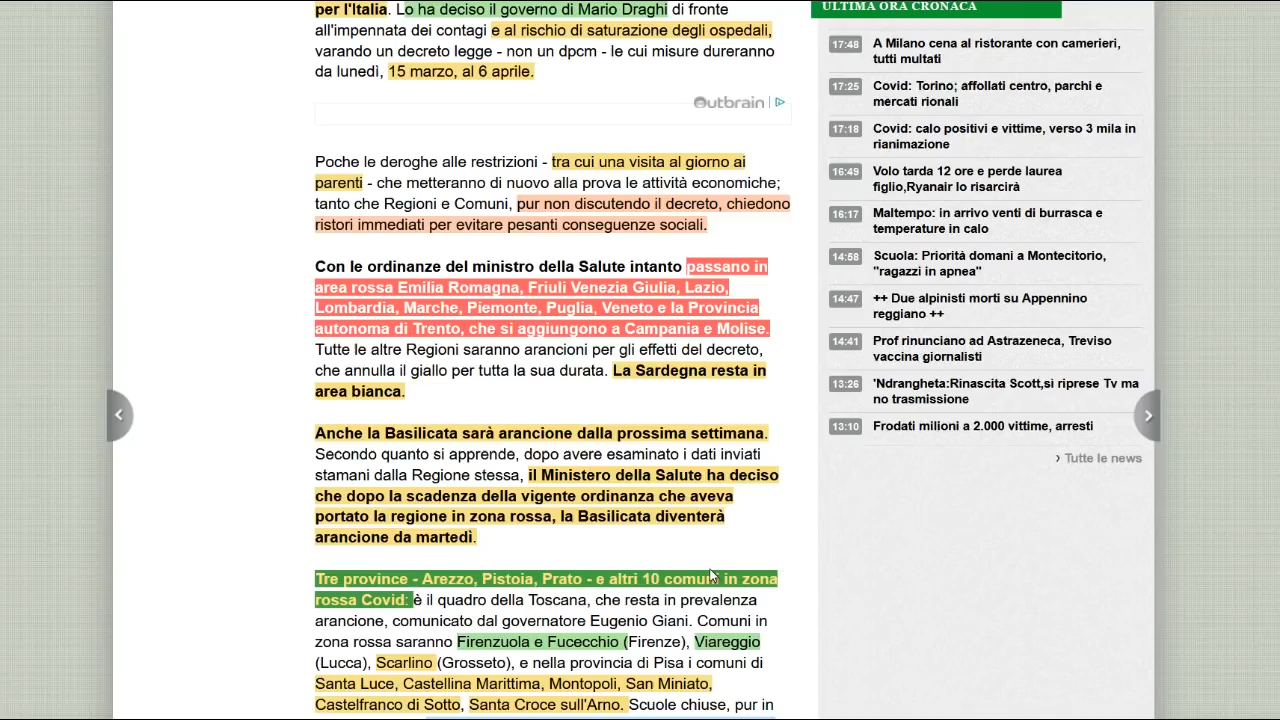 per l'Italia. Lo ha deciso il governo di Mario Draghi di fronte
all'impennata dei contagi e al rischio di saturazione degli ospedali,
varando un decreto legge - non un dpcm - le cui misure dureranno
da lunedì, 15 marzo, al 6 aprile.
Outbrain
Poche le deroghe alle restrizioni - tra cui una visita al giorno ai
parenti - che metteranno di nuovo alla prova le attività economiche;
tanto che Regioni e Comuni, pur non discutendo il decreto, chiedono
ristori immediati per evitare pesanti conseguenze sociali.
Con le ordinanze del ministro della Salute intanto passano in
area rossa Emilia Romagna, Friuli Venezia Giulia, Lazio,
Lombardia, Marche, Piemonte, Puglia, Veneto e la Provincia
autonoma di Trento, che si aggiungono a Campania e Molise.
Tutte le altre Regioni saranno arancioni per gli effetti del decreto,
che annulla il giallo per tutta la sua durata. La Sardegna resta in
area bianca.
Anche la Basilicata sarà arancione dalla prossima settimana.
Secondo quanto si apprende, dopo avere esaminato i dati inviati
stamani dalla Regione stessa, il Ministero della Salute ha deciso
che dopo la scadenza della vigente ordinanza che aveva
portato la regione in zona rossa, la Basilicata diventerà
arancione da martedì.
Tre province - Arezzo, Pistoia, Prato - e altri 10 comuni in zona
rossa Covid: è il quadro della Toscana, che resta in prevalenza
arancione, comunicato dal governatore Eugenio Giani. Comuni in
zona rossa saranno Firenzuola e Fucecchio (Firenze), Viareggio
(Lucca), Scarlino (Grosseto), e nella provincia di Pisa i comuni di
Santa Luce, Castellina Marittima, Montopoli, San Miniato,
Castelfranco di Sotto, Santa Croce sull'Arno. Scuole chiuse, pur in
ULTIMA ORA CRONACA
17:48 A Milano cena al ristorante con camerieri,
tutti multati
17:25 Covid: Torino; affollati centro, parchi e
mercati rionali
17:18 Covid: calo positivi e vittime, verso 3 mila in
rianimazione
16:49 Volo tarda 12 ore e perde laurea
figlio,Ryanair lo risarcirà
16:17 Maltempo: in arrivo venti di burrasca e
temperature in calo
14:58 Scuola: Priorità domani a Montecitorio,
"ragazzi in apnea"
14:47 ++ Due alpinisti morti su Appennino
reggiano ++
14:41 Prof rinunciano ad Astrazeneca, Treviso
vaccina giornalisti
13:26 'Ndrangheta:Rinascita Scott,sì riprese Tv ma
no trasmissione
13:10 Frodati milioni a 2.000 vittime, arresti
› Tutte le news